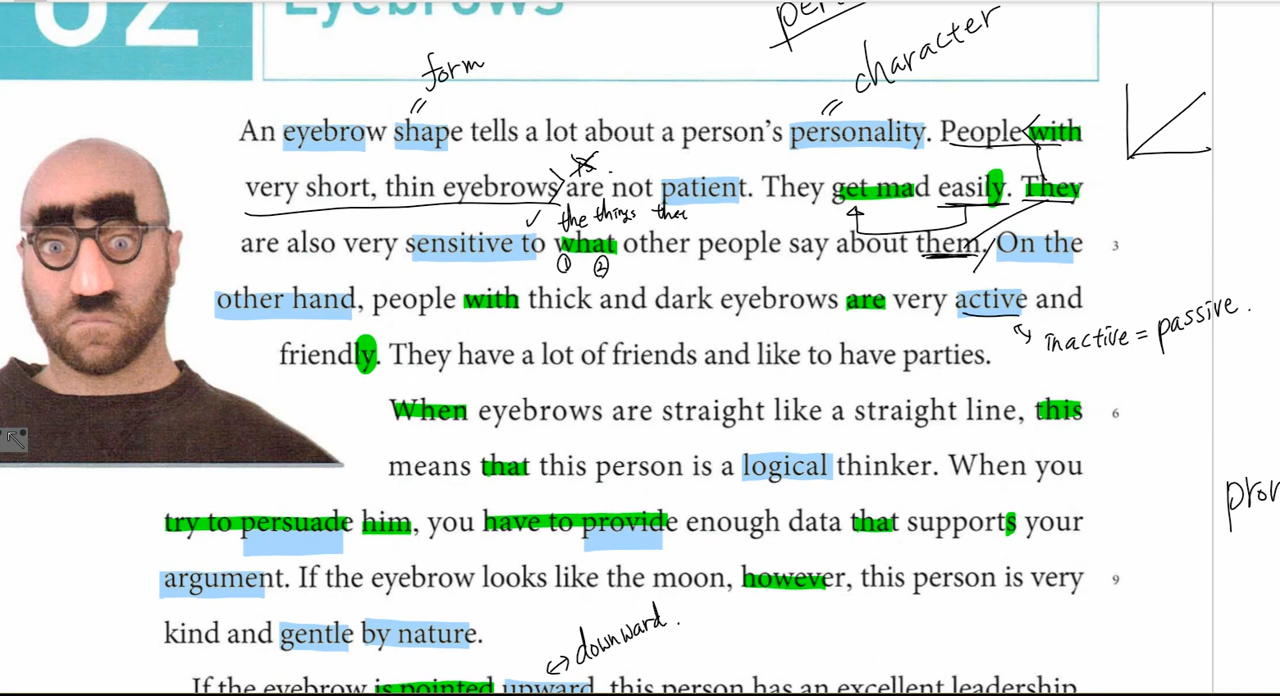 02 Eyebrows
form
character
An eyebrow shape tells a lot about a person's personality. People with
very short, thin eyebrows are not patient. They get mad easily. They
the things that
are also very sensitive to what other people say about them. On the 3
① ②
other hand, people with thick and dark eyebrows are very active and
inactive = passive.
friendly. They have a lot of friends and like to have parties.
When eyebrows are straight like a straight line, this 6
means that this person is a logical thinker. When you
try to persuade him, you have to provide enough data that supports your
argument. If the eyebrow looks like the moon, however, this person is very 9
kind and gentle by nature.
↔ downward.
If the eyebrow is pointed upward, this person has an excellent leadership